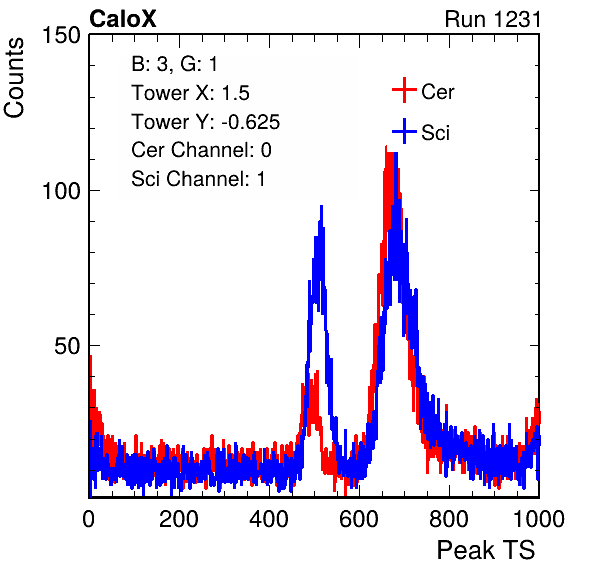 CaloX Run 1231
Counts
150
100
50
B: 3, G: 1
Tower X: 1.5
Tower Y: -0.625
Cer Channel: 0
Sci Channel: 1
Cer
Sci
0 200 400 600 800 1000
Peak TS